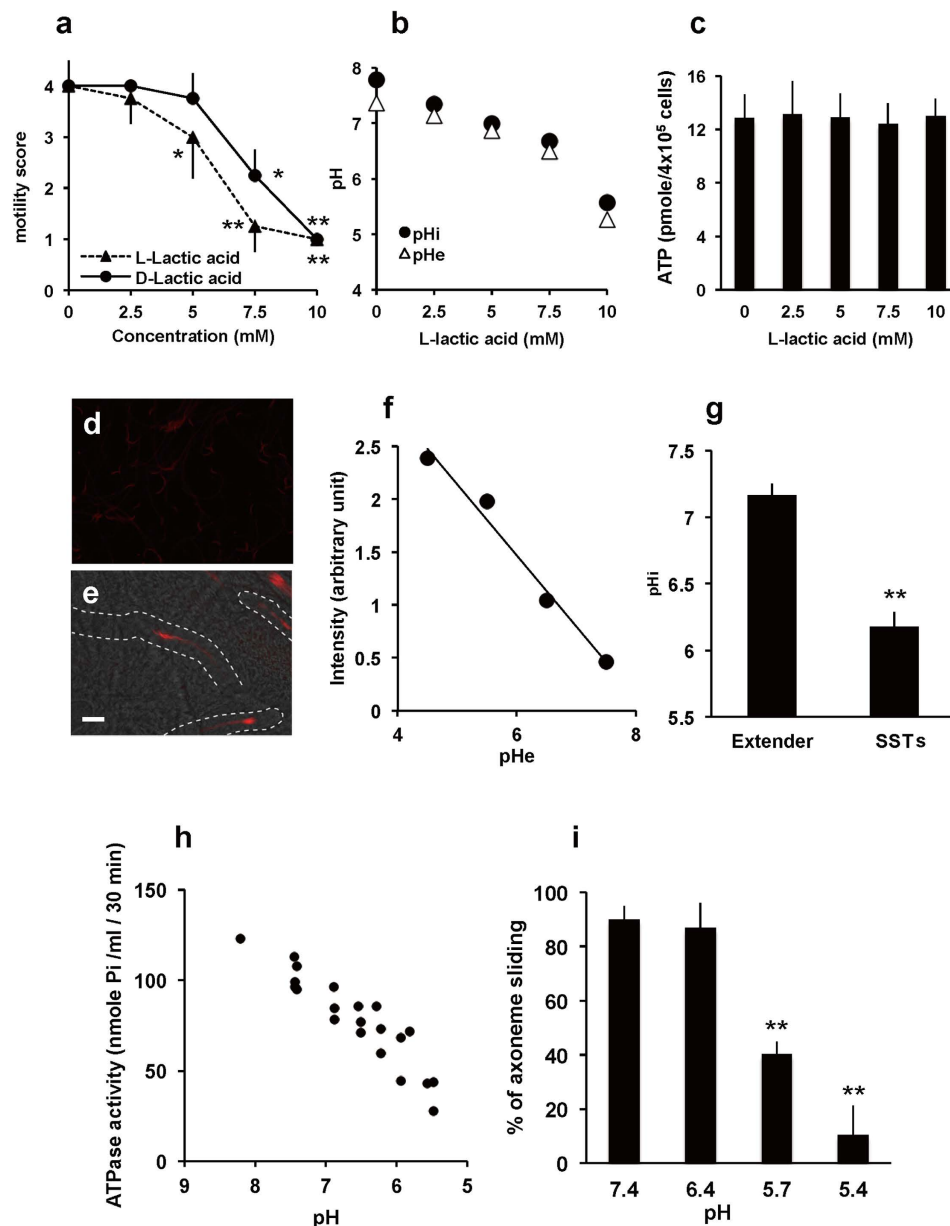 a
motility score
5
4
3
2
1
0
*
*
**
**
**
L-Lactic acid
D-Lactic acid
0 2.5 5 7.5 10
Concentration (mM)
b
pH
8
7
6
5
4
pHi
pHe
0 2.5 5 7.5 10
L-lactic acid (mM)
c
ATP (pmole/4x10⁵ cells)
16
12
8
4
0
0 2.5 5 7.5 10
L-lactic acid (mM)
d
e
f
Intensity (arbitrary unit)
2.5
2
1.5
1
0.5
0
4 6 8
pHe
g
pHi
7.5
7
6.5
6
5.5
**
Extender SSTs
h
ATPase activity (nmole Pi /ml / 30 min)
150
100
50
0
9 8 7 6 5
pH
i
% of axoneme sliding
100
80
60
40
20
0
**
**
7.4 6.4 5.7 5.4
pH